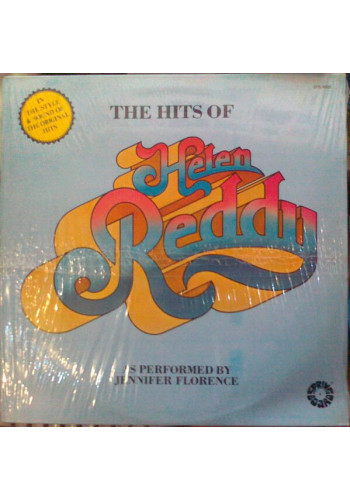 IN
THE STYLE
& SOUND OF
THE ORIGINAL
HITS
THE HITS OF
Helen
Reddy
AS PERFORMED BY
JENNIFER FLORENCE